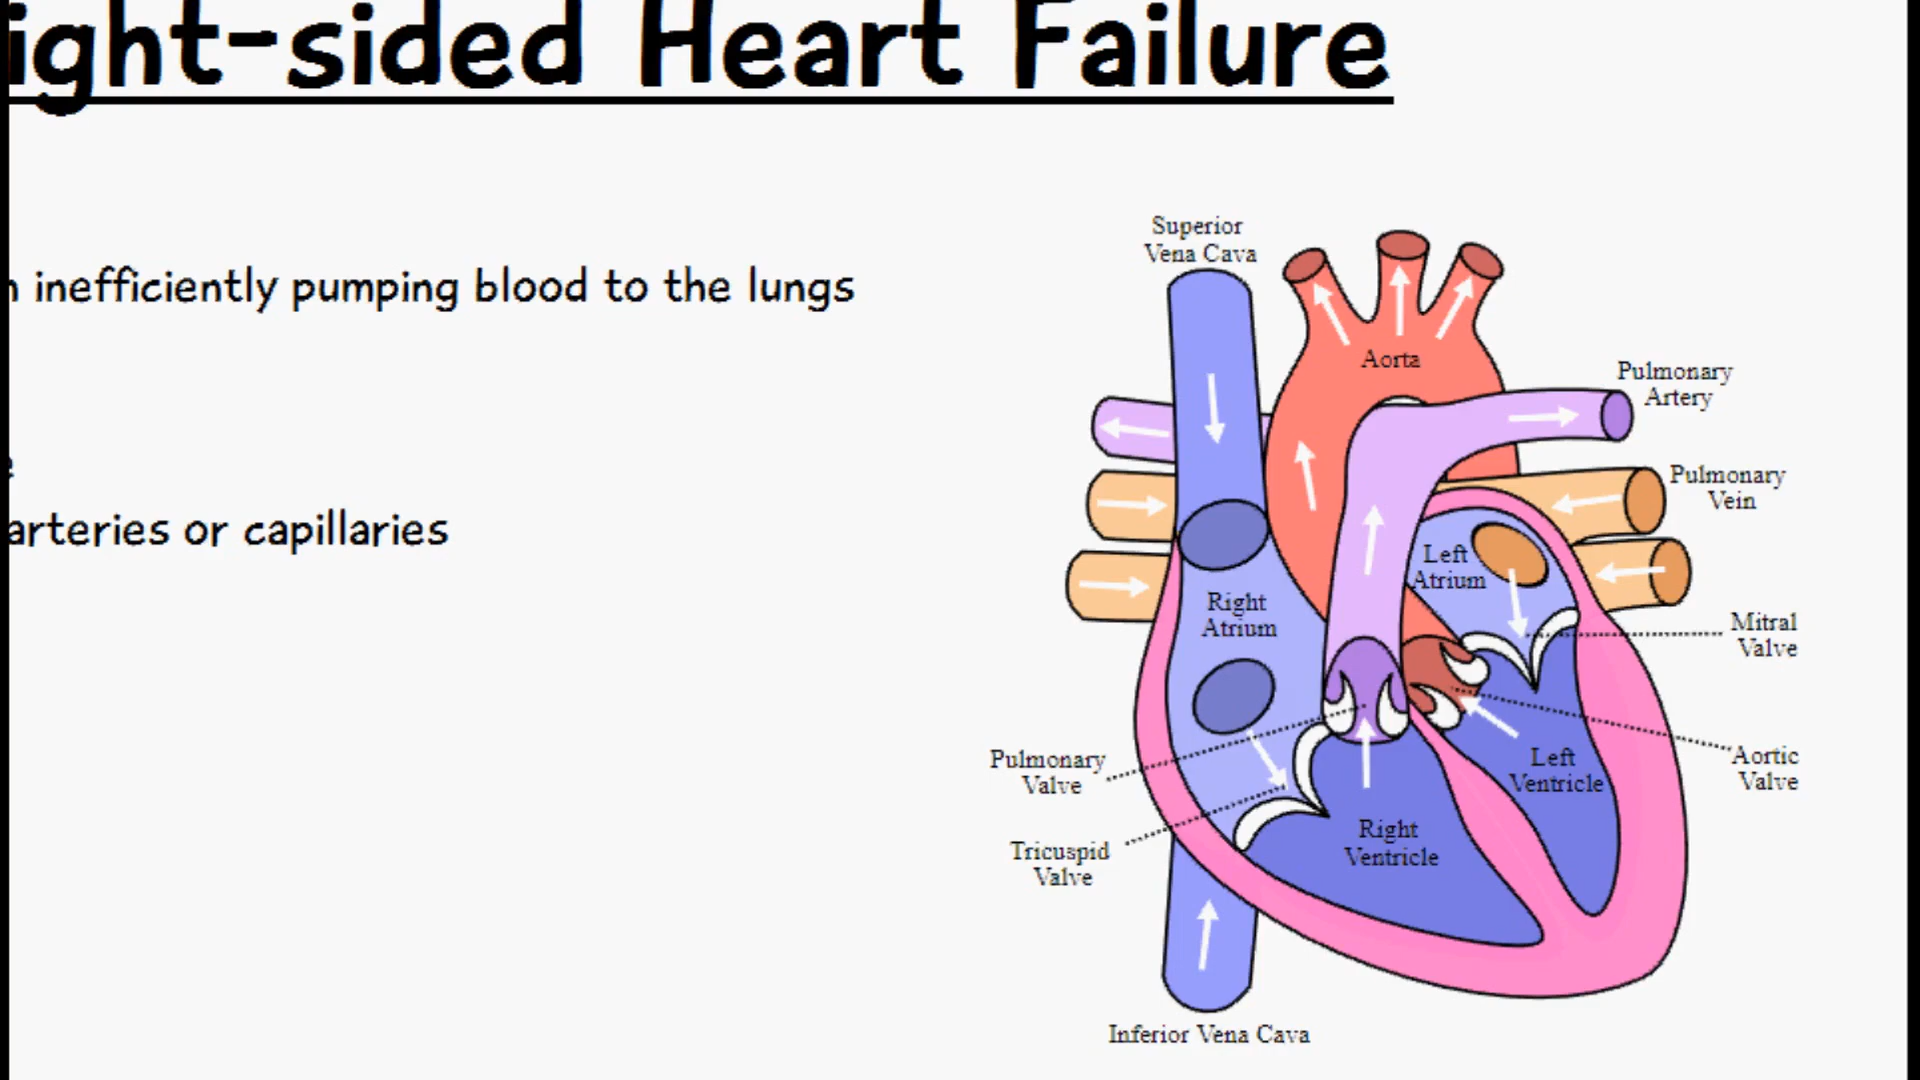 ight-sided Heart Failure
inefficiently pumping blood to the lungs
arteries or capillaries
Superior
Vena Cava
Aorta
Pulmonary
Artery
Pulmonary
Vein
Left
Atrium
Right
Atrium
Mitral
Valve
Pulmonary
Valve
Left
Ventricle
Aortic
Valve
Right
Ventricle
Tricuspid
Valve
Inferior Vena Cava